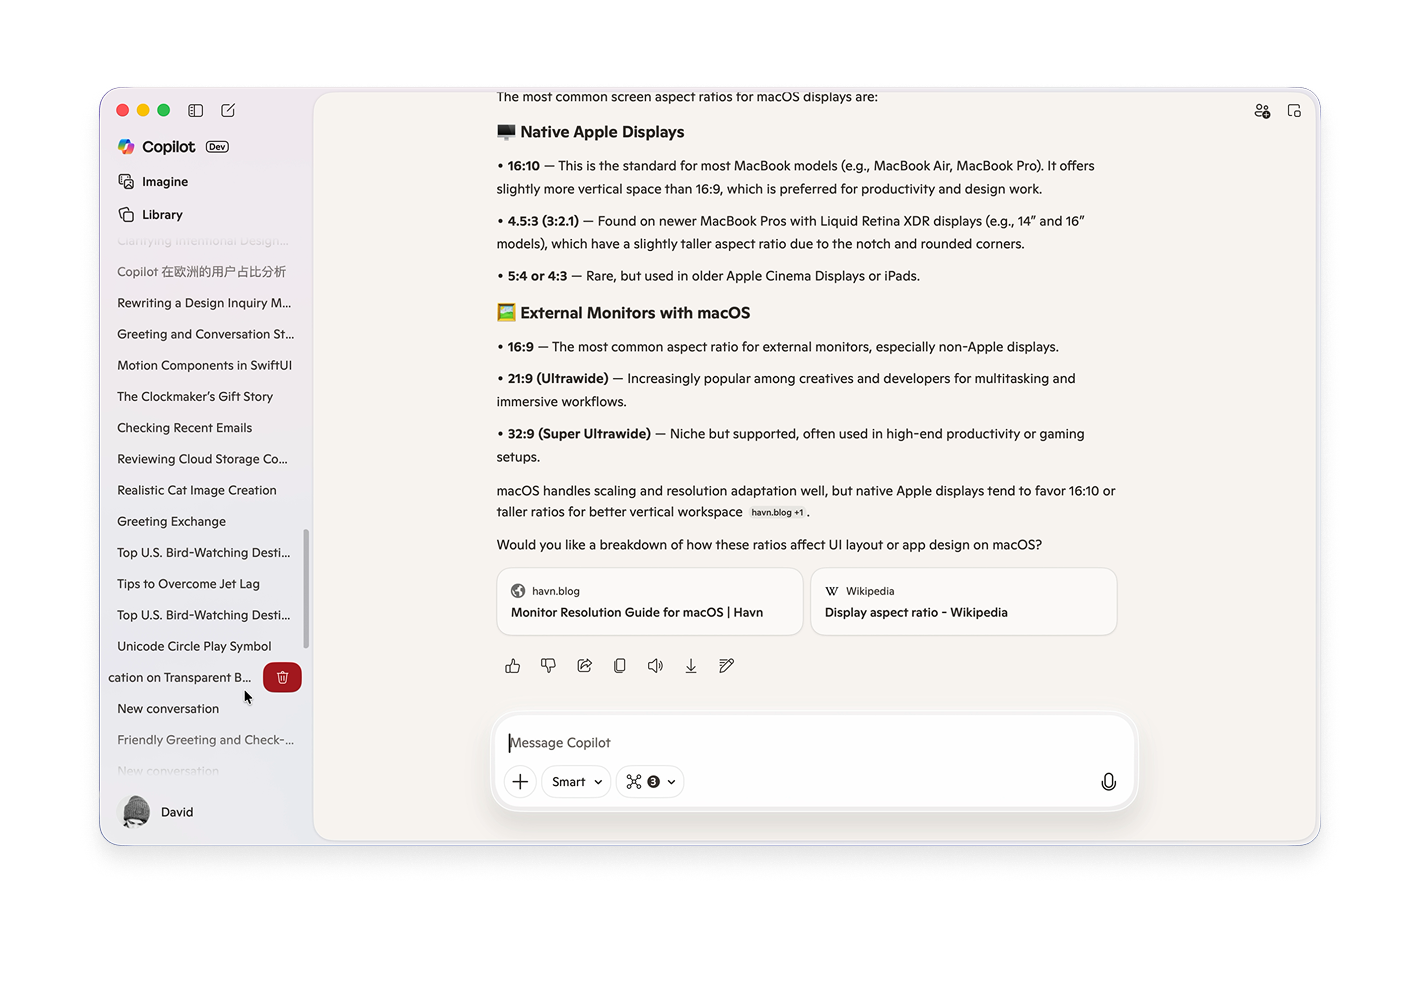 Copilot Dev
Imagine
Library
Clarifying Intentional Design...
Copilot 在欧洲的用户占比分析
Rewriting a Design Inquiry M...
Greeting and Conversation St...
Motion Components in SwiftUI
The Clockmaker's Gift Story
Checking Recent Emails
Reviewing Cloud Storage Co...
Realistic Cat Image Creation
Greeting Exchange
Top U.S. Bird-Watching Desti...
Tips to Overcome Jet Lag
Top U.S. Bird-Watching Desti...
Unicode Circle Play Symbol
cation on Transparent B...
New conversation
Friendly Greeting and Check-...
New conversation
David
The most common screen aspect ratios for macOS displays are:
Native Apple Displays
• 16:10 — This is the standard for most MacBook models (e.g., MacBook Air, MacBook Pro). It offers
slightly more vertical space than 16:9, which is preferred for productivity and design work.
• 4.5:3 (3:2.1) — Found on newer MacBook Pros with Liquid Retina XDR displays (e.g., 14” and 16”
models), which have a slightly taller aspect ratio due to the notch and rounded corners.
• 5:4 or 4:3 — Rare, but used in older Apple Cinema Displays or iPads.
External Monitors with macOS
• 16:9 — The most common aspect ratio for external monitors, especially non-Apple displays.
• 21:9 (Ultrawide) — Increasingly popular among creatives and developers for multitasking and
immersive workflows.
• 32:9 (Super Ultrawide) — Niche but supported, often used in high-end productivity or gaming
setups.
macOS handles scaling and resolution adaptation well, but native Apple displays tend to favor 16:10 or
taller ratios for better vertical workspace havn.blog +1 .
Would you like a breakdown of how these ratios affect UI layout or app design on macOS?
havn.blog
Monitor Resolution Guide for macOS | Havn
W Wikipedia
Display aspect ratio - Wikipedia
Message Copilot
Smart
3